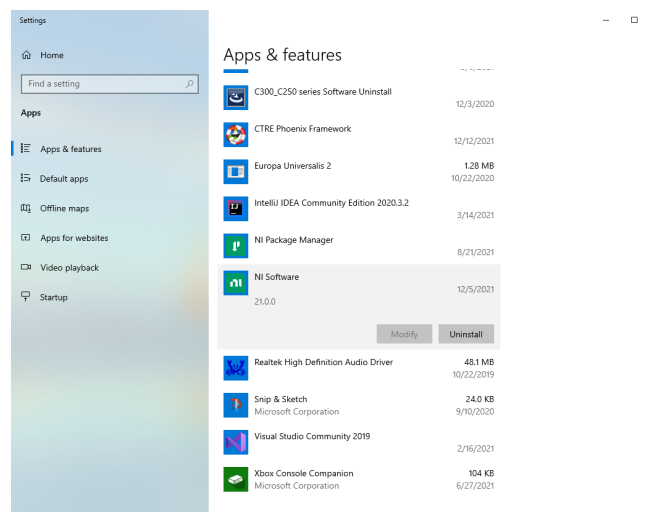 Settings
Home
Find a setting
Apps
Apps & features
Default apps
Offline maps
Apps for websites
Video playback
Startup
Apps & features
C300_C250 series Software Uninstall
12/3/2020
CTRE Phoenix Framework
12/12/2021
Europa Universalis 2 1.28 MB
10/22/2020
IntelliJ IDEA Community Edition 2020.3.2
3/14/2021
NI Package Manager
8/21/2021
NI Software
12/5/2021
21.0.0
Modify Uninstall
Realtek High Definition Audio Driver 48.1 MB
10/22/2019
Snip & Sketch 24.0 KB
Microsoft Corporation 9/10/2020
Visual Studio Community 2019
2/16/2021
Xbox Console Companion 104 KB
Microsoft Corporation 6/27/2021